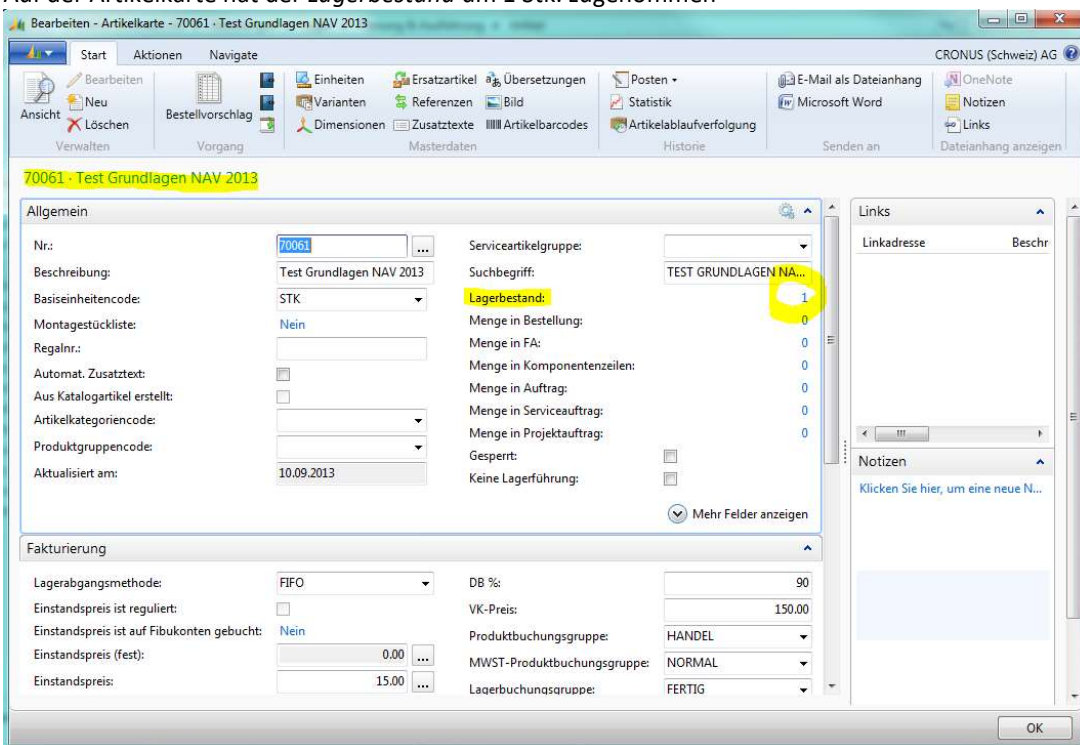 Auf der Artikelkarte hat der Lagerbestand um 1 Stk. zugenommen
Bearbeiten - Artikelkarte - 70061 · Test Grundlagen NAV 2013
Start Aktionen Navigate CRONUS (Schweiz) AG
Ansicht
Bearbeiten
Neu
Löschen
Verwalten
Bestellvorschlag
Vorgang
Einheiten Ersatzartikel Übersetzungen
Varianten Referenzen Bild
Dimensionen Zusatztexte Artikelbarcodes
Masterdaten
Posten
Statistik
Artikelablaufverfolgung
Historie
E-Mail als Dateianhang
Microsoft Word
Senden an
OneNote
Notizen
Links
Dateianhang anzeigen
70061 · Test Grundlagen NAV 2013
Allgemein
Nr.: 70061 ...
Beschreibung: Test Grundlagen NAV 2013
Basiseinheitencode: STK
Montagestückliste: Nein
Regalnr.:
Automat. Zusatztext:
Aus Katalogartikel erstellt:
Artikelkategoriencode:
Produktgruppencode:
Aktualisiert am: 10.09.2013
Serviceartikelgruppe:
Suchbegriff: TEST GRUNDLAGEN NA...
Lagerbestand: 1
Menge in Bestellung: 0
Menge in FA: 0
Menge in Komponentenzeilen: 0
Menge in Auftrag: 0
Menge in Serviceauftrag: 0
Menge in Projektauftrag: 0
Gesperrt:
Keine Lagerführung:
Mehr Felder anzeigen
Fakturierung
Lagerabgangsmethode: FIFO
Einstandspreis ist reguliert:
Einstandspreis ist auf Fibukonten gebucht: Nein
Einstandspreis (fest): 0.00 ...
Einstandspreis: 15.00 ...
DB %: 90
VK-Preis: 150.00
Produktbuchungsgruppe: HANDEL
MWST-Produktbuchungsgruppe: NORMAL
Lagerbuchungsgruppe: FERTIG
Links
Linkadresse Beschr
Notizen
Klicken Sie hier, um eine neue N...
OK